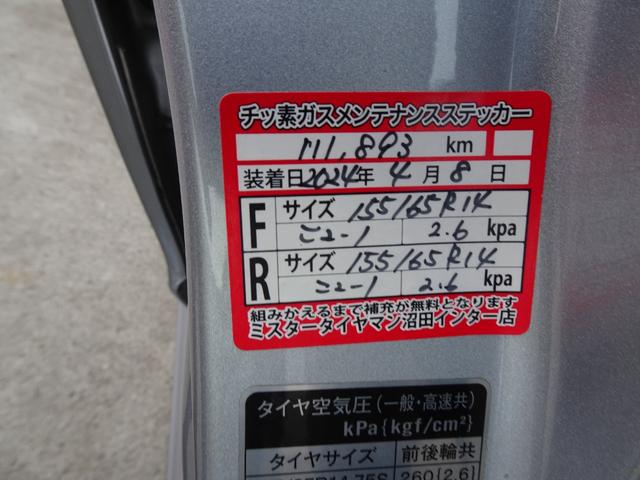 チッ素ガスメンテナンスステッカー
111,893 km
装着日2024年4月8日
F サイズ 155/65R14
ニュー1 2.6 kpa
R サイズ 155/65R14
ニュー1 2.6 kpa
組みかえるまで補充が無料となります
ミスタータイヤマン沼田インター店
タイヤ空気圧(一般・高速共)
kPa{kgf/cm²}
タイヤサイズ 前後輪共
75S 260{2.6}